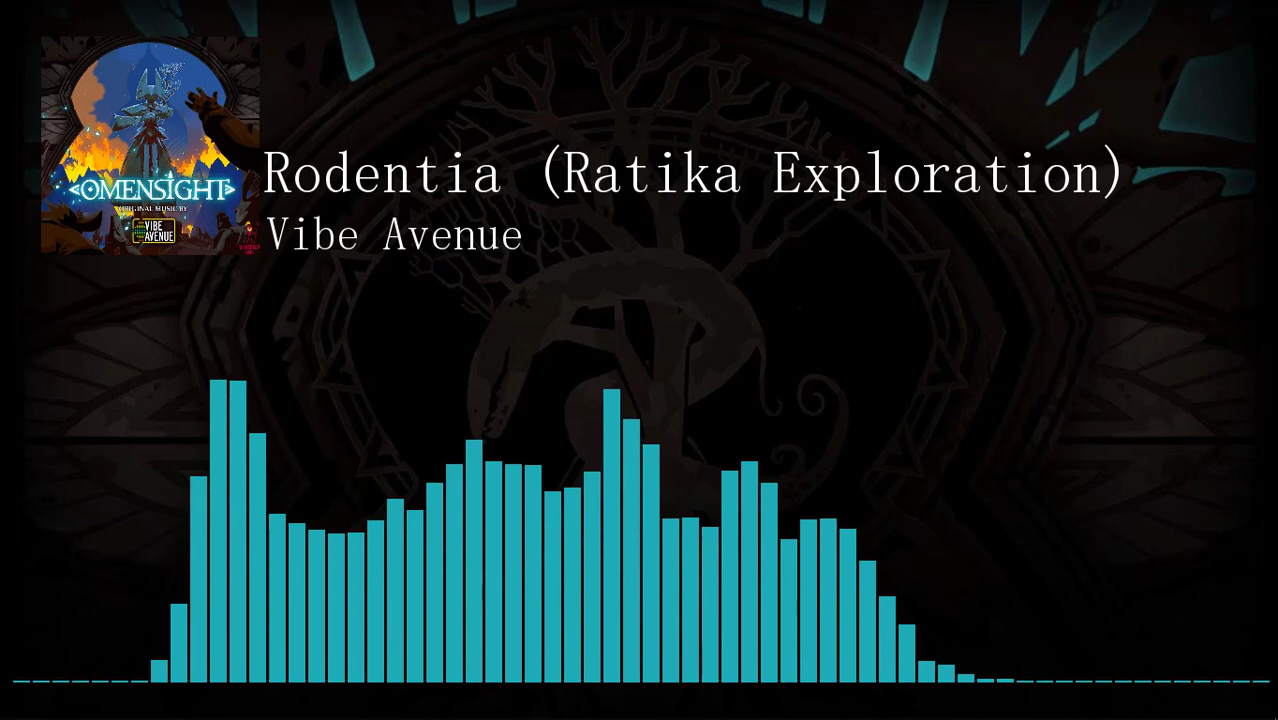 Rodentia (Ratika Exploration)
Vibe Avenue
OMENSIGHT
ORIGINAL MUSIC BY
VIBE
AVENUE